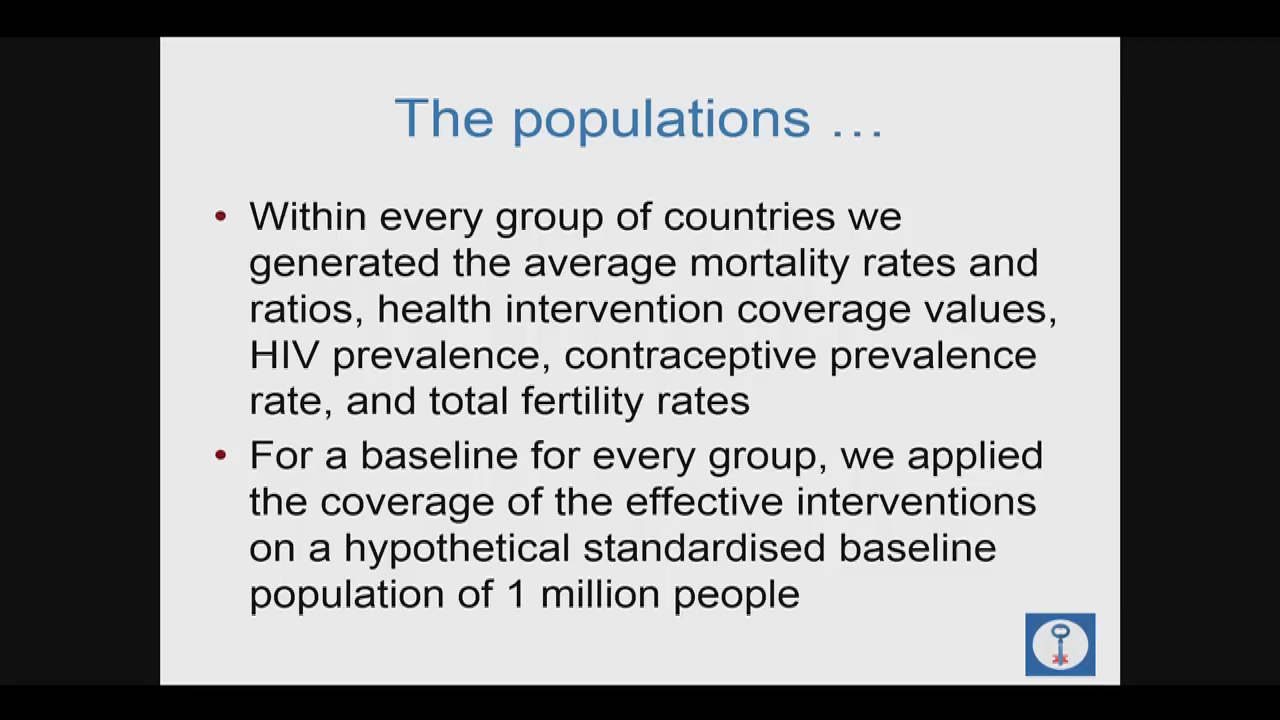 The populations …
• Within every group of countries we
generated the average mortality rates and
ratios, health intervention coverage values,
HIV prevalence, contraceptive prevalence
rate, and total fertility rates
• For a baseline for every group, we applied
the coverage of the effective interventions
on a hypothetical standardised baseline
population of 1 million people